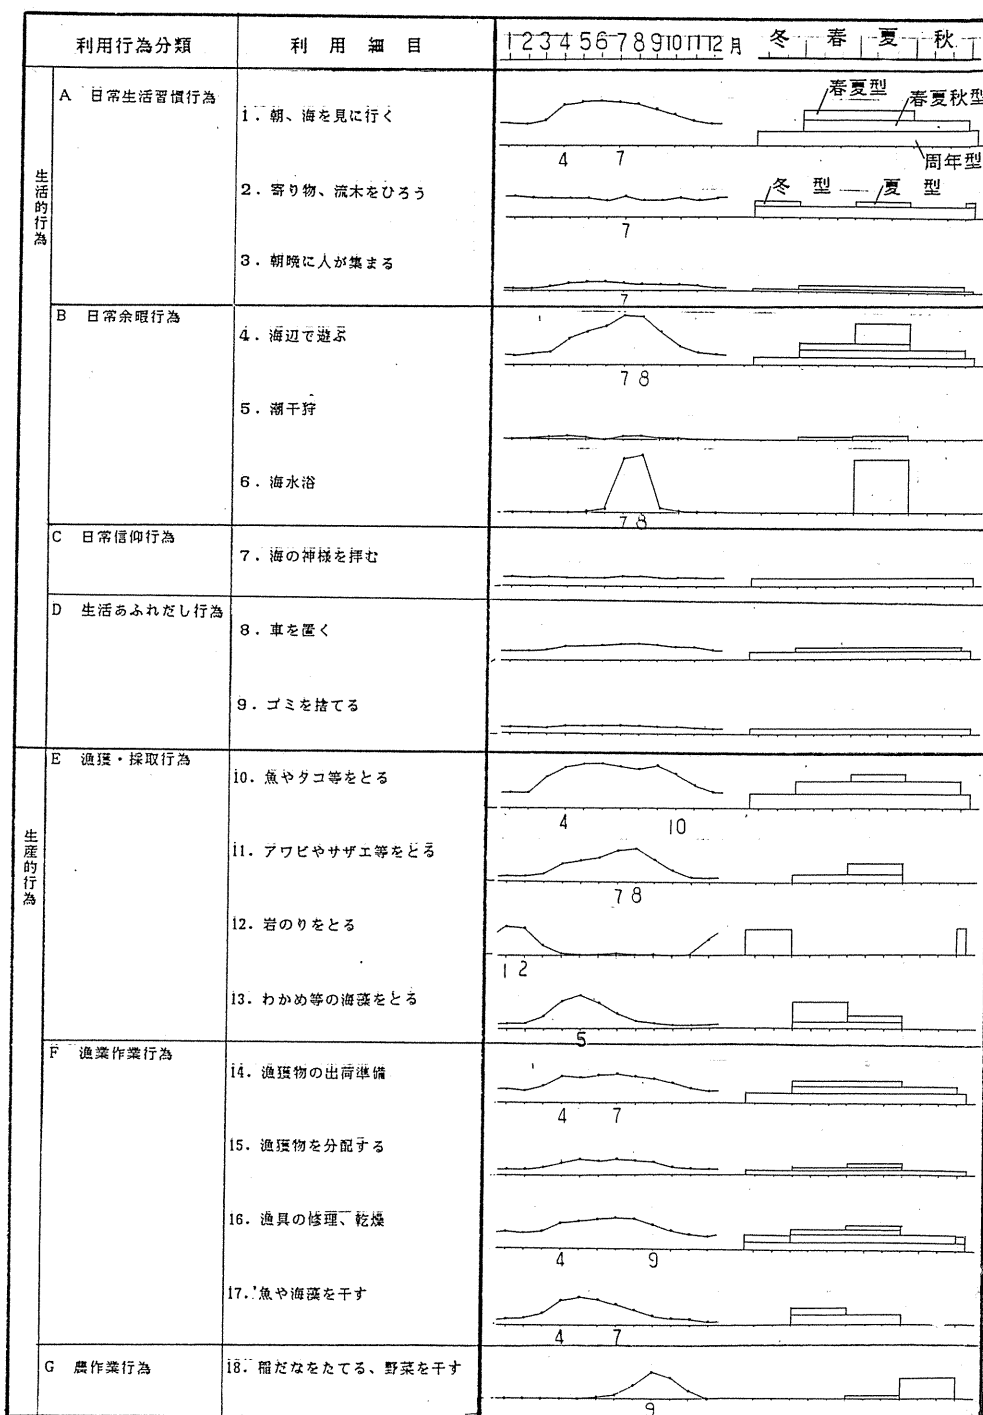 利用行為分類 利用細目 1 2 3 4 5 6 7 8 9 10 11 12 月 冬 春 夏 秋
生活的行為
A 日常生活習慣行為
1. 朝、海を見に行く
4 7
春夏型
春夏秋型
周年型
2. 寄り物、流木をひろう
7
冬型 夏型
3. 朝晩に人が集まる
7
B 日常余暇行為
4. 海辺で遊ぶ
7 8
5. 潮干狩
6. 海水浴
7 8
C 日常信仰行為
7. 海の神様を拝む
D 生活あふれだし行為
8. 車を置く
9. ゴミを捨てる
生産的行為
E 漁獲・採取行為
10. 魚やタコ等をとる
4 10
11. アワビやサザエ等をとる
7 8
12. 岩のりをとる
1 2
13. わかめ等の海藻をとる
5
F 漁業作業行為
14. 漁獲物の出荷準備
4 7
15. 漁獲物を分配する
16. 漁具の修理、乾燥
4 9
17. 魚や海藻を干す
4 7
G 農作業行為
18. 稲だなをたてる、野菜を干す
9